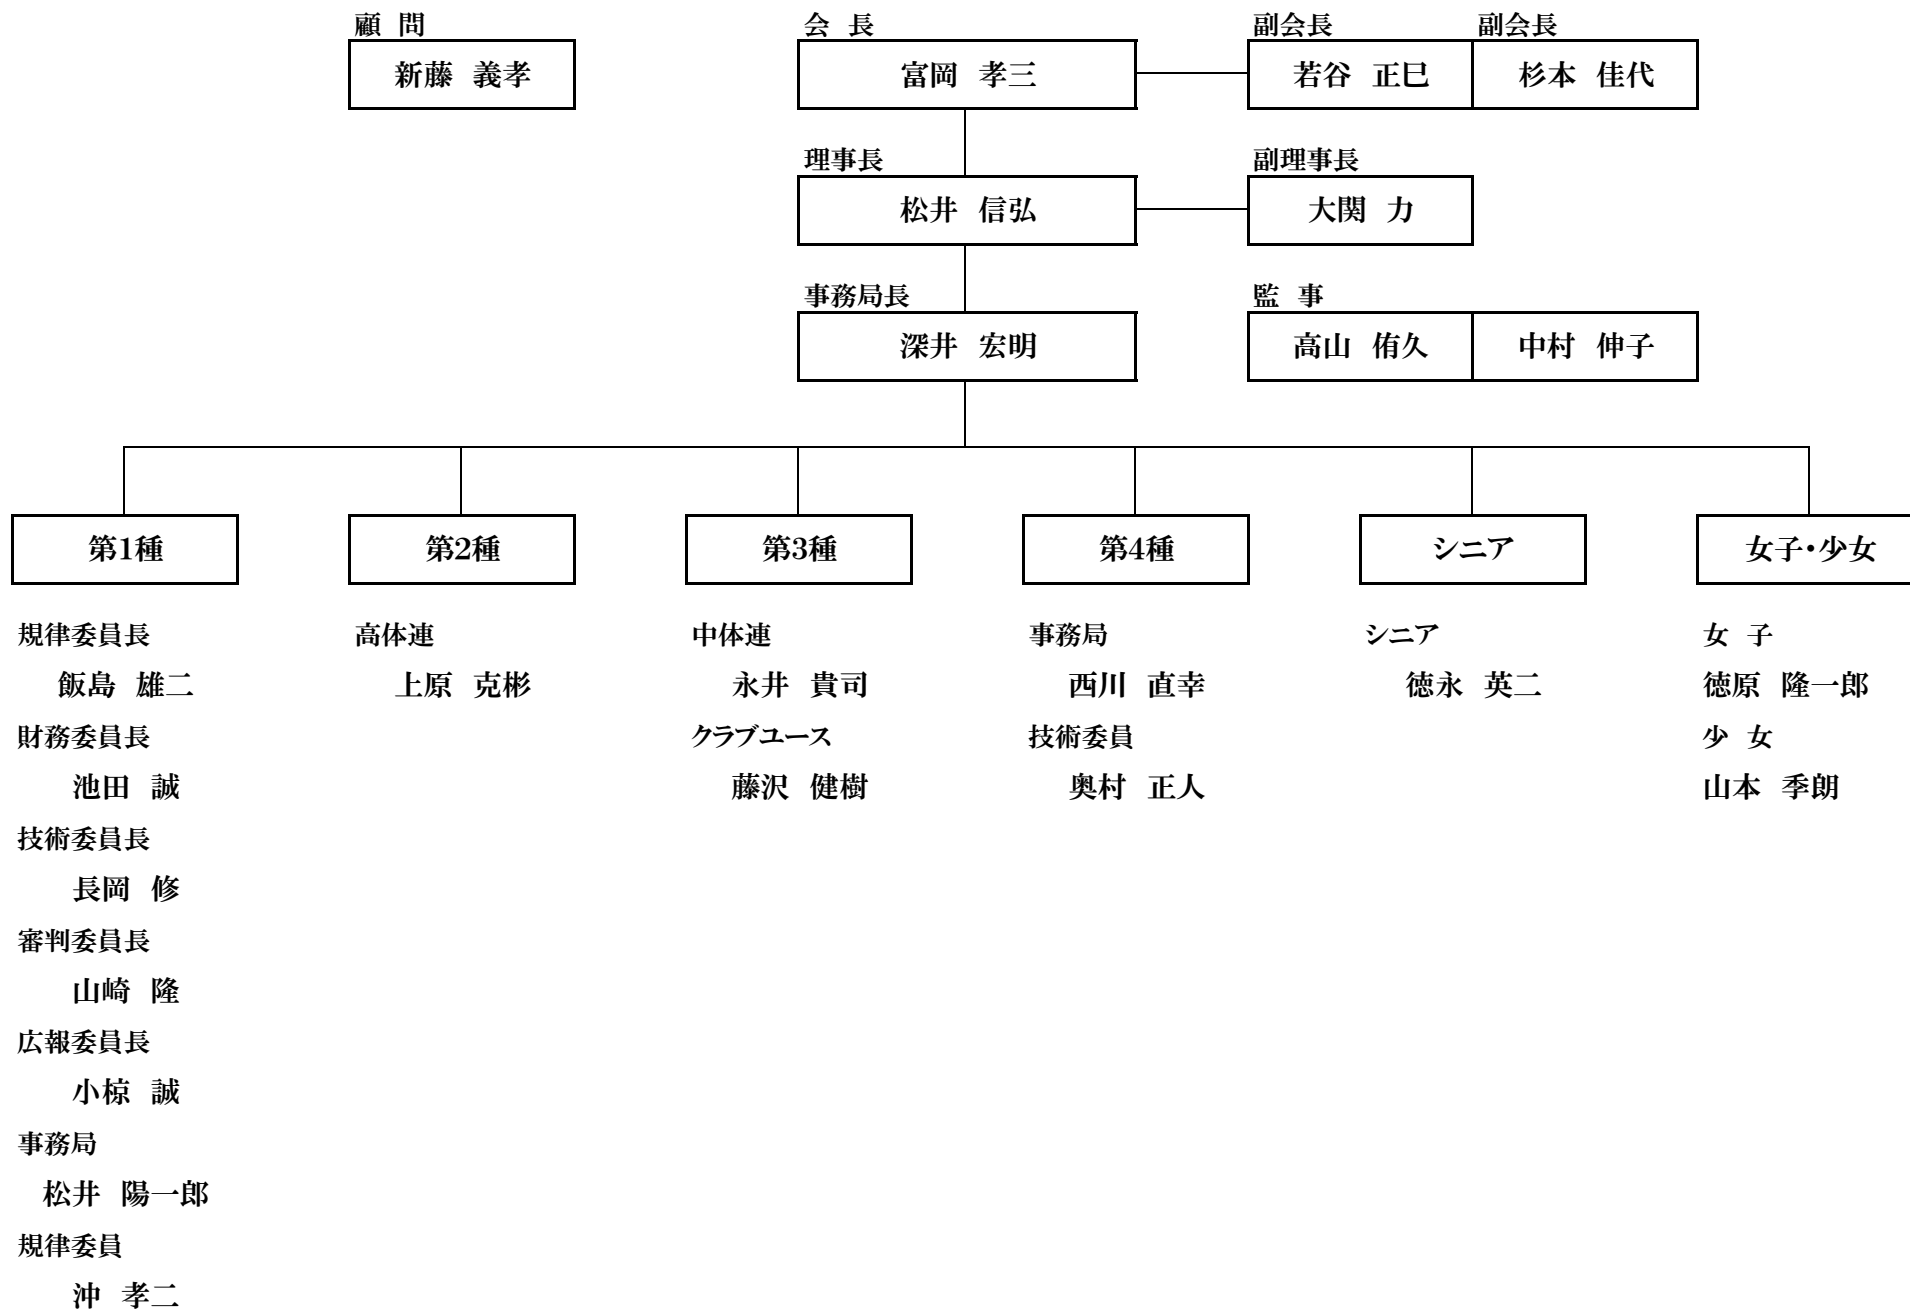 顧 問
新藤 義孝
会 長
富岡 孝三
副会長
若谷 正巳
副会長
杉本 佳代
理事長
松井 信弘
副理事長
大関 力
事務局長
深井 宏明
監 事
高山 侑久
中村 伸子
第1種
規律委員長
飯島 雄二
財務委員長
池田 誠
技術委員長
長岡 修
審判委員長
山崎 隆
広報委員長
小椋 誠
事務局
松井 陽一郎
規律委員
沖 孝二
第2種
高体連
上原 克彬
第3種
中体連
永井 貴司
クラブユース
藤沢 健樹
第4種
事務局
西川 直幸
技術委員
奥村 正人
シニア
シニア
徳永 英二
女子・少女
女 子
徳原 隆一郎
少 女
山本 季朗